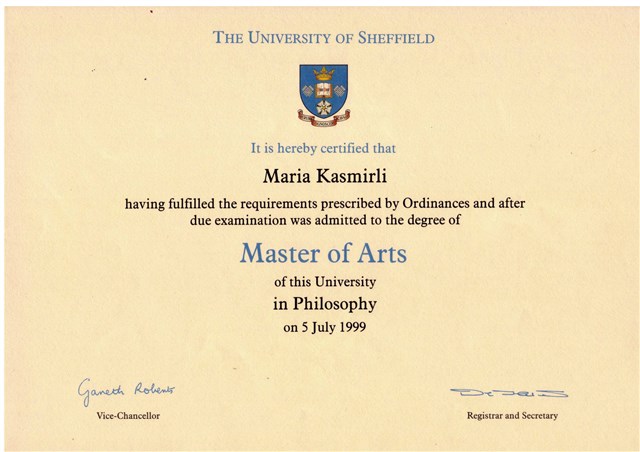 THE UNIVERSITY OF SHEFFIELD
It is hereby certified that
Maria Kasmirli
having fulfilled the requirements prescribed by Ordinances and after
due examination was admitted to the degree of
Master of Arts
of this University
in Philosophy
on 5 July 1999
Gareth Roberts
Vice-Chancellor
Registrar and Secretary